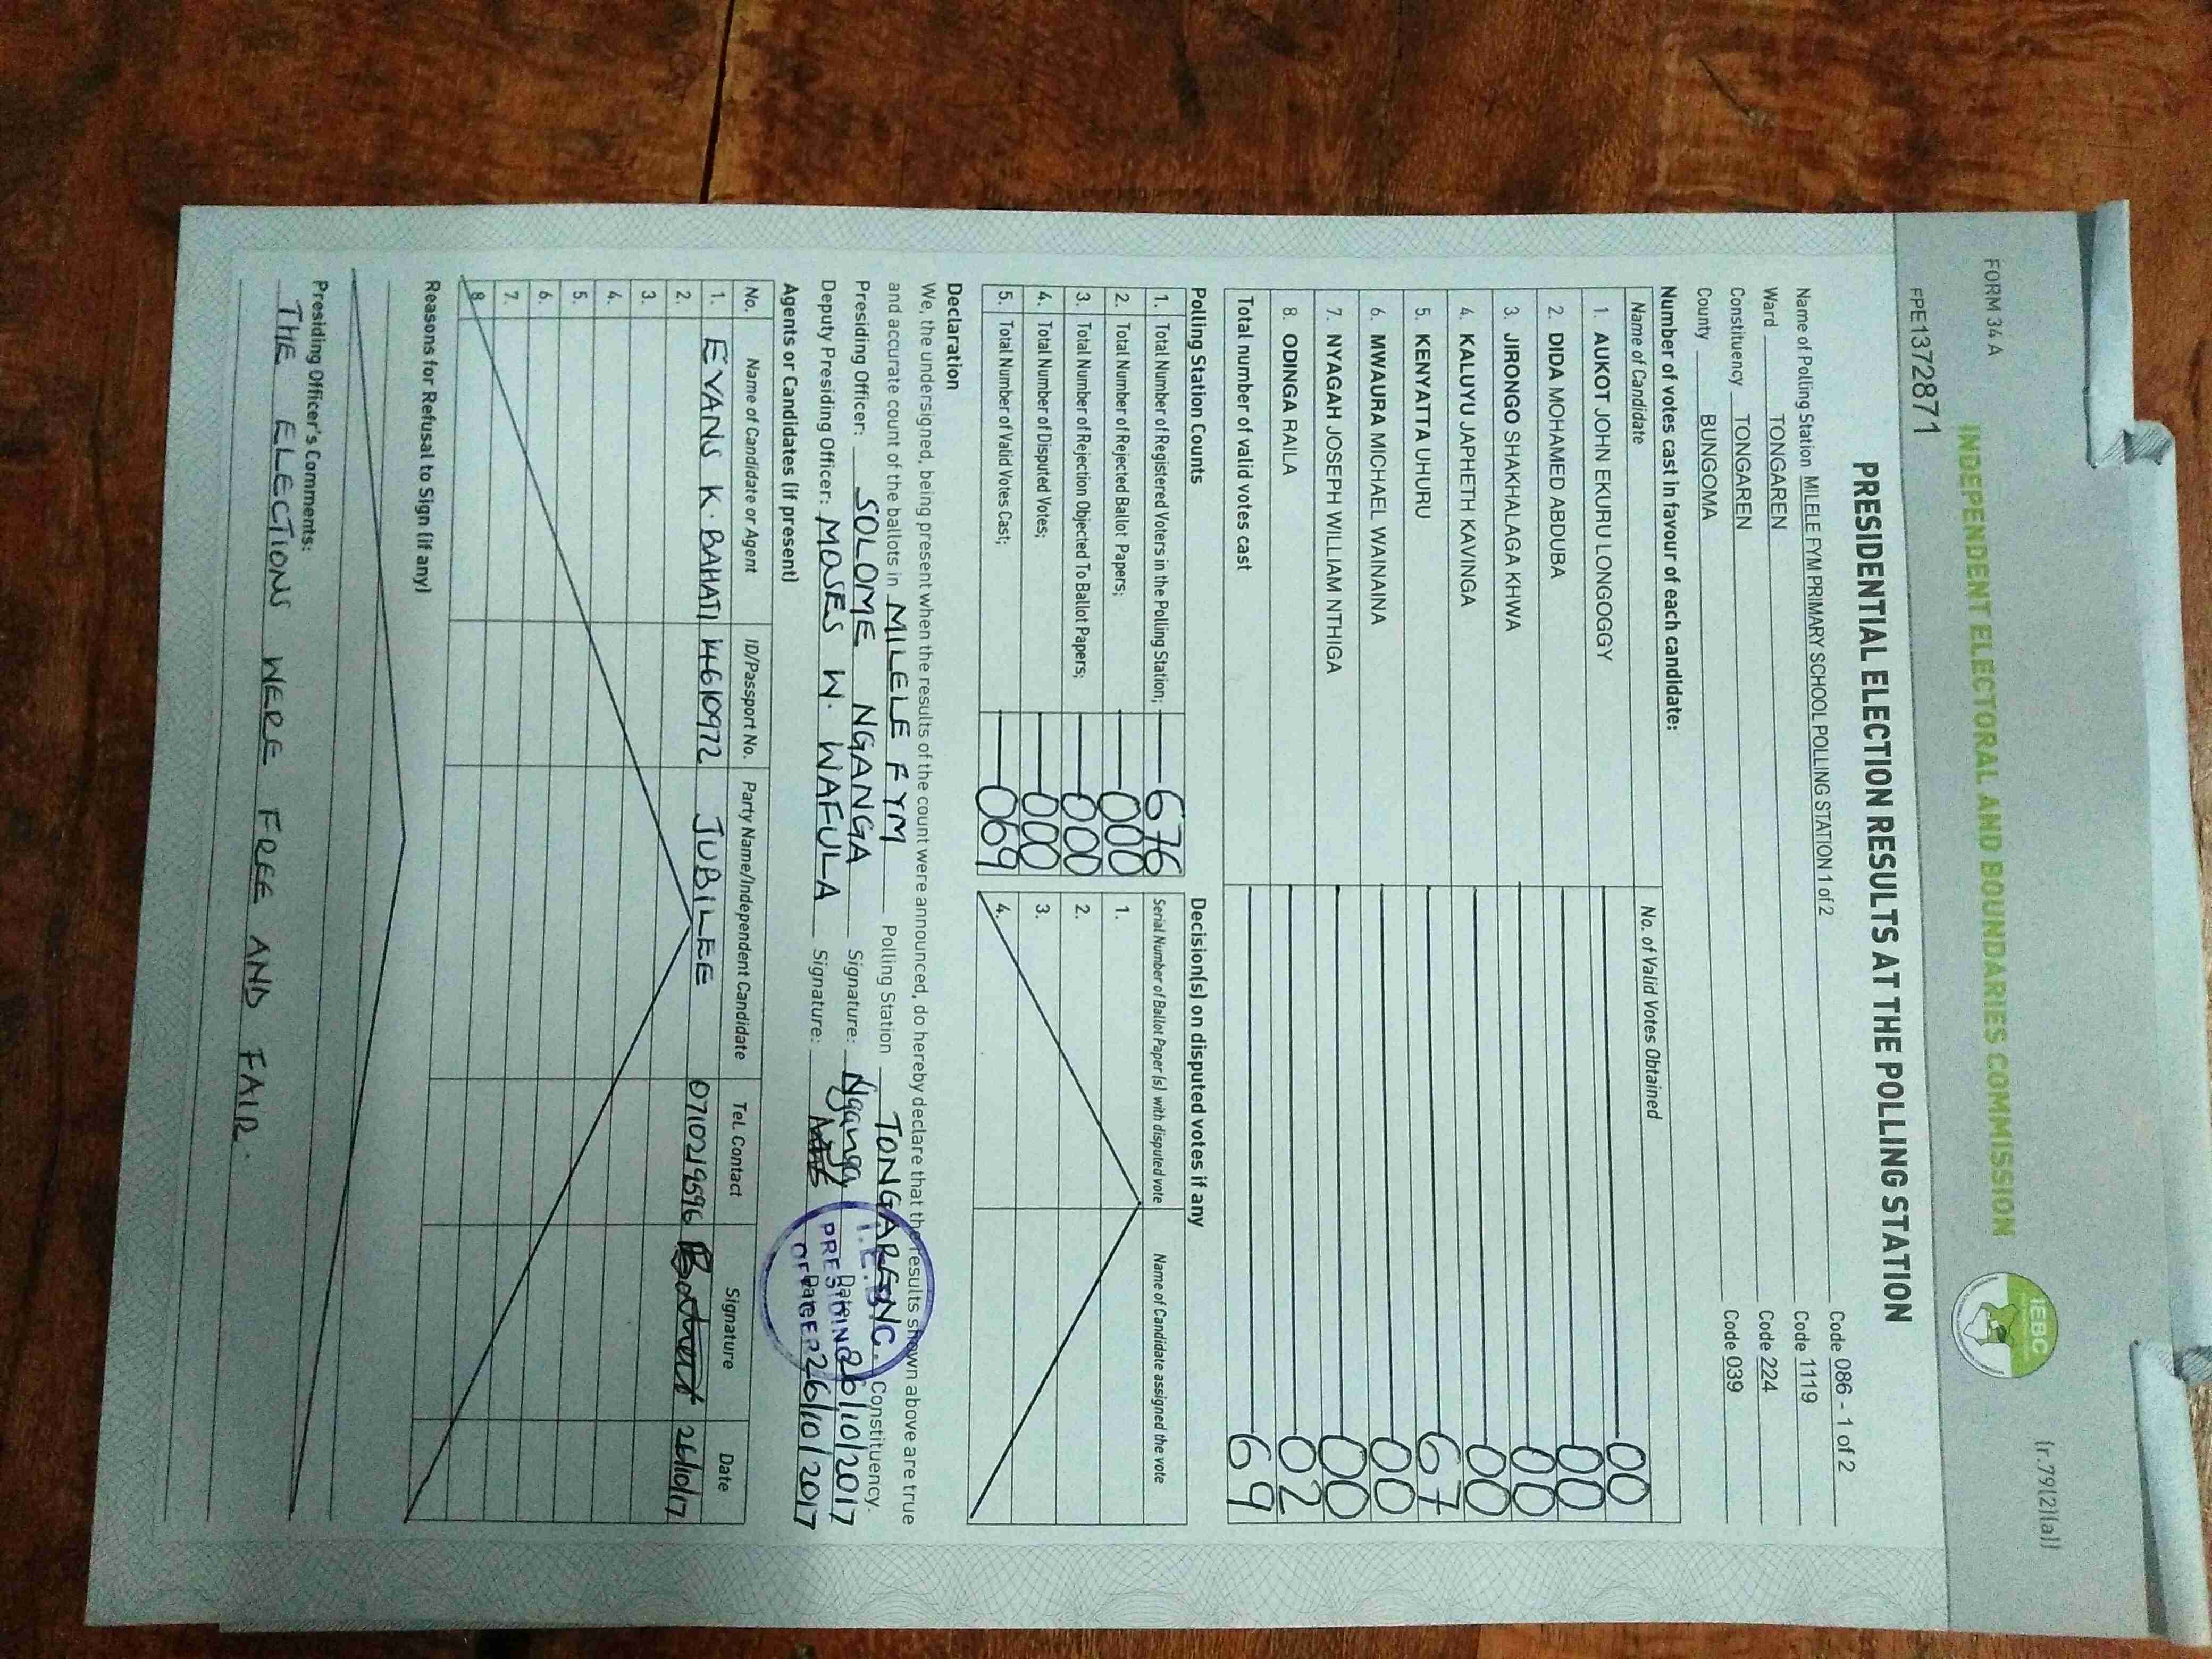 FORM 34 A
(r.79(2)(a))
INDEPENDENT ELECTORAL AND BOUNDARIES COMMISSION
IEBC
FPE1372871
PRESIDENTIAL ELECTION RESULTS AT THE POLLING STATION
Name of Polling Station MILELE FYM PRIMARY SCHOOL POLLING STATION 1 of 2 Code 086 - 1 of 2
Ward TONGAREN Code 1119
Constituency TONGAREN Code 224
County BUNGOMA Code 039
Number of votes cast in favour of each candidate:
Name of Candidate No. of Valid Votes Obtained
1. AUKOT JOHN EKURU LONGOGGY 00
2. DIDA MOHAMED ABDUBA 00
3. JIRONGO SHAKHALAGA KHWA 00
4. KALUYU JAPHETH KAVINGA 00
5. KENYATTA UHURU 67
6. MWAURA MICHAEL WAINAINA 00
7. NYAGAH JOSEPH WILLIAM NTHIGA 00
8. ODINGA RAILA 02
Total number of valid votes cast 69
Polling Station Counts
1. Total Number of Registered Voters in the Polling Station; 676
2. Total Number of Rejected Ballot Papers; 000
3. Total Number of Rejection Objected To Ballot Papers; 000
4. Total Number of Disputed Votes; 000
5. Total Number of Valid Votes Cast; 069
Decision(s) on disputed votes if any
Serial Number of Ballot Paper (s) with disputed vote Name of Candidate assigned the vote
1.
2.
3.
4.
Declaration
We, the undersigned, being present when the results of the count were announced, do hereby declare that the results shown above are true
and accurate count of the ballots in MILELE FYM Polling Station TONGAREN Constituency.
Presiding Officer: SOLOME NGANGA Signature: Nganga Date 26/10/2017
Deputy Presiding Officer: MOSES W. WAFULA Signature: Date 26/10/2017
I.E.B.C.
PRESIDING
OFFICER
Agents or Candidates (if present)
No. Name of Candidate or Agent ID/Passport No. Party Name/Independent Candidate Tel. Contact Signature Date
1. EVANS K. BAHATI 14610972 JUBILEE 0710219596 26/10/17
2.
3.
4.
5.
6.
7.
8.
Reasons for Refusal to Sign (if any)
Presiding Officer's Comments:
THE ELECTIONS WERE FREE AND FAIR.